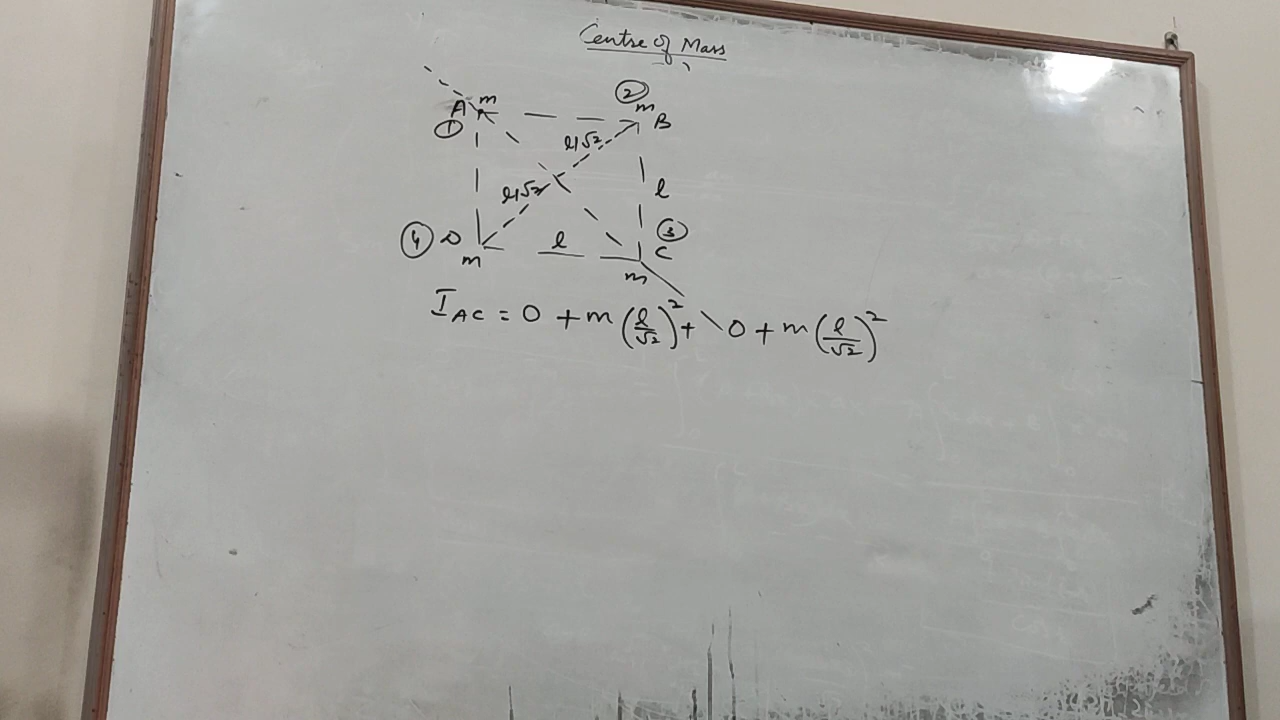 Centre of Mass
A m
①
② m
B
l/√2
l/√2
l
④ D
m
l
③
C
m
I_AC = 0 + m(l/√2)² + 0 + m(l/√2)²